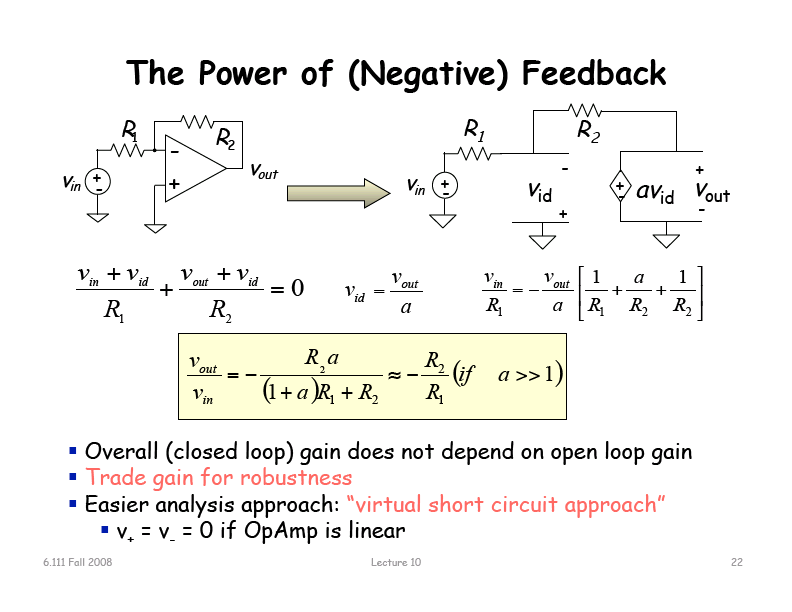 The Power of (Negative) Feedback
R1 R2 vin + - - + vout
R1 R2 vin + - - vid + + - avid + vout -
(vin + vid)/R1 + (vout + vid)/R2 = 0
vid = vout/a
vin/R1 = − vout/a [1/R1 + a/R2 + 1/R2]
vout/vin = − R2a/((1 + a)R1 + R2) ≈ − R2/R1 (if a >> 1)
▪ Overall (closed loop) gain does not depend on open loop gain
▪ Trade gain for robustness
▪ Easier analysis approach: “virtual short circuit approach”
▪ v+ = v- = 0 if OpAmp is linear
6.111 Fall 2008 Lecture 10 22